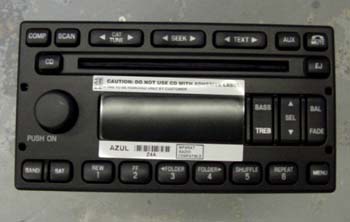 COMP SCAN ◄ CAT TUNE ► ◄ SEEK ► ◄ TEXT ► AUX
CD EJ
CAUTION: DO NOT USE CD WITH ADHESIVE LABEL
BASS ▲ BAL
TREB SEL FADE
▼
PUSH ON
AZUL
BAND SAT REW 1 FF 2 ◄FOLDER 3 FOLDER► 4 SHUFFLE 5 REPEAT 6 MENU